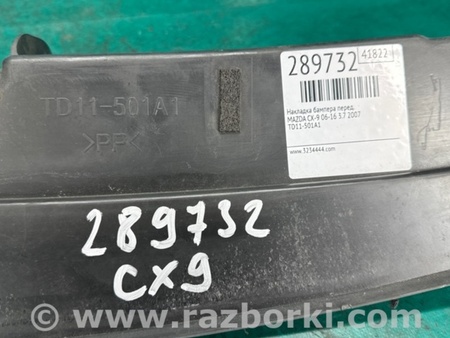 289732
41822
Накладка бампера перед.
MAZDA CX-9 06-16 3.7 2007
TD11-501A1
www.3234444.com
TD11-501A1
>PP<
289732
CX9
www.razborki.com